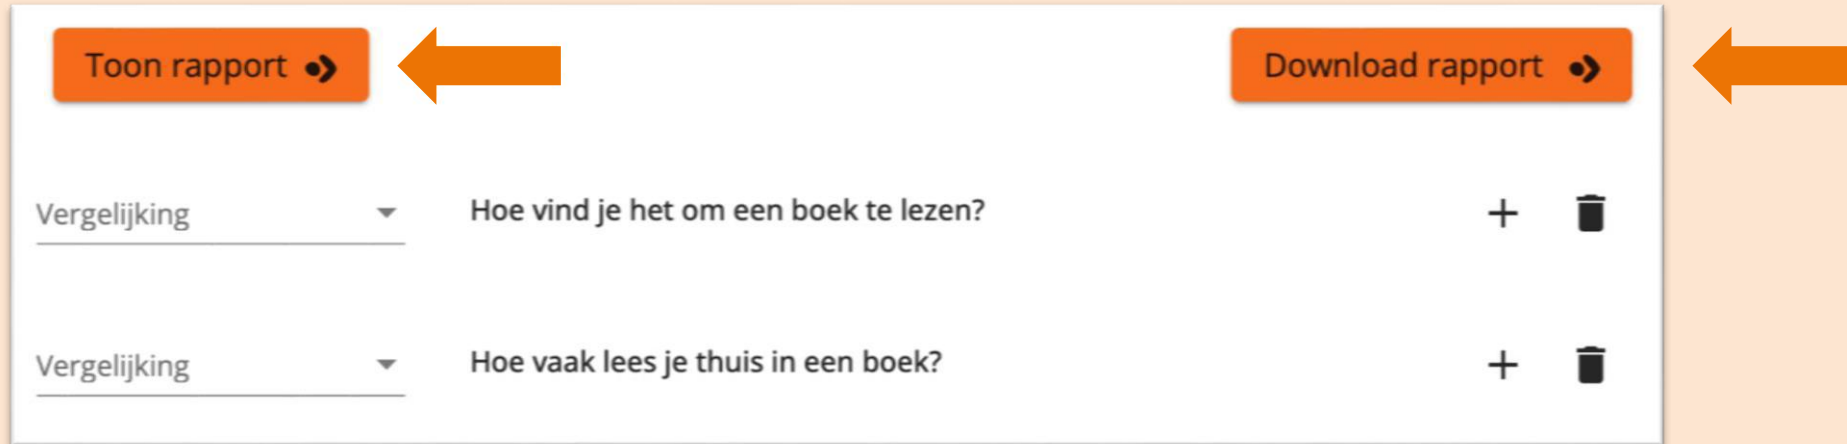 Toon rapport
Download rapport
Vergelijking
Hoe vind je het om een boek te lezen?
Vergelijking
Hoe vaak lees je thuis in een boek?